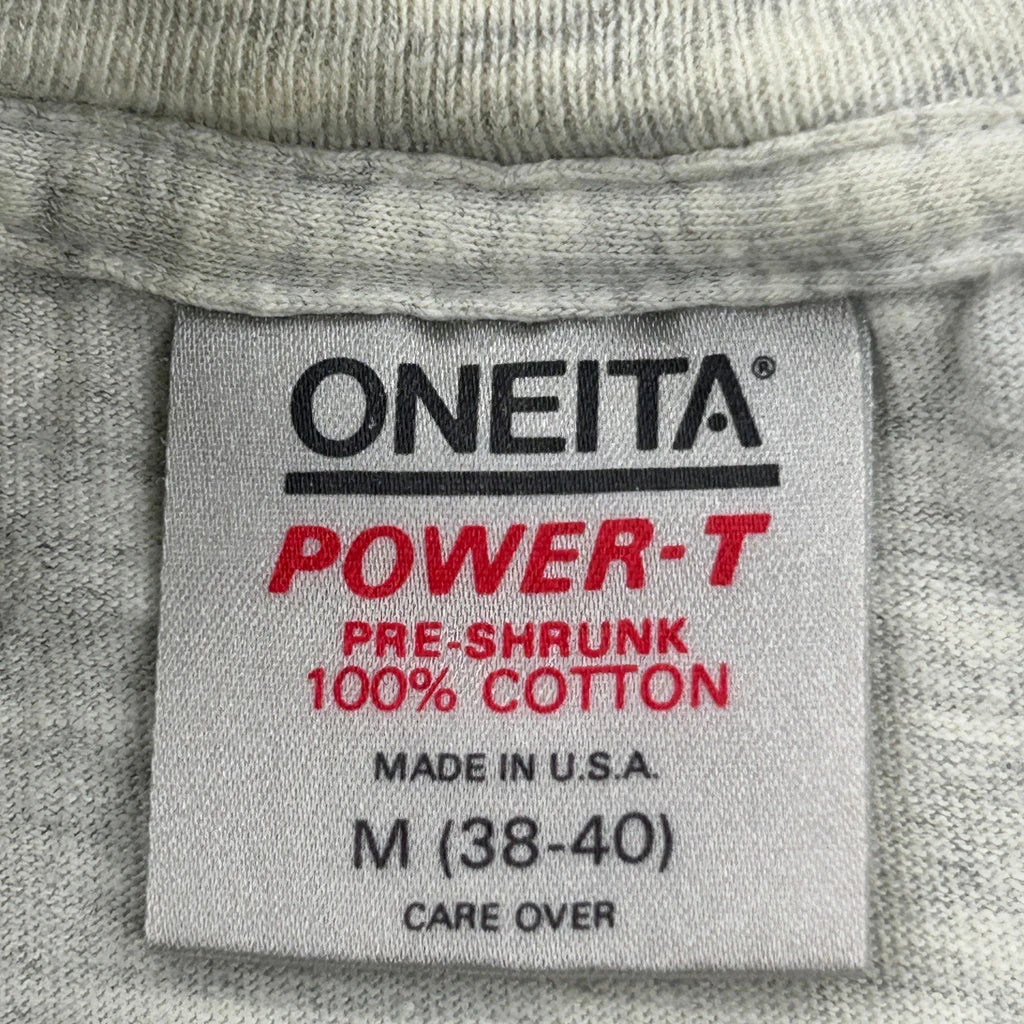 ONEITA®
POWER-T
PRE-SHRUNK
100% COTTON
MADE IN U.S.A.
M (38-40)
CARE OVER